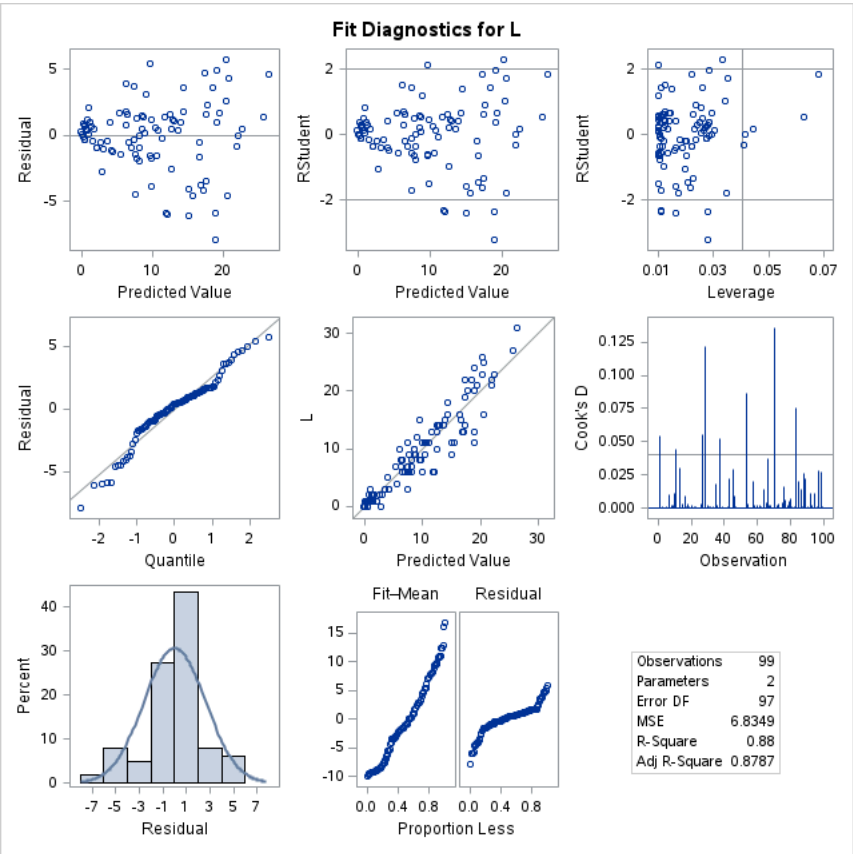 Fit Diagnostics for L
5
0
-5
Residual
0 10 20
Predicted Value
2
0
-2
RStudent
0 10 20
Predicted Value
2
0
-2
RStudent
0.01 0.03 0.05 0.07
Leverage
5
0
-5
Residual
-2 -1 0 1 2
Quantile
30
20
10
0
L
0 10 20 30
Predicted Value
0.125
0.100
0.075
0.050
0.025
0.000
Cook's D
0 20 40 60 80 100
Observation
40
30
20
10
0
Percent
-7 -5 -3 -1 1 3 5 7
Residual
Fit–Mean Residual
15
10
5
0
-5
-10
0.0 0.4 0.8 0.0 0.4 0.8
Proportion Less
Observations 99
Parameters 2
Error DF 97
MSE 6.8349
R-Square 0.88
Adj R-Square 0.8787